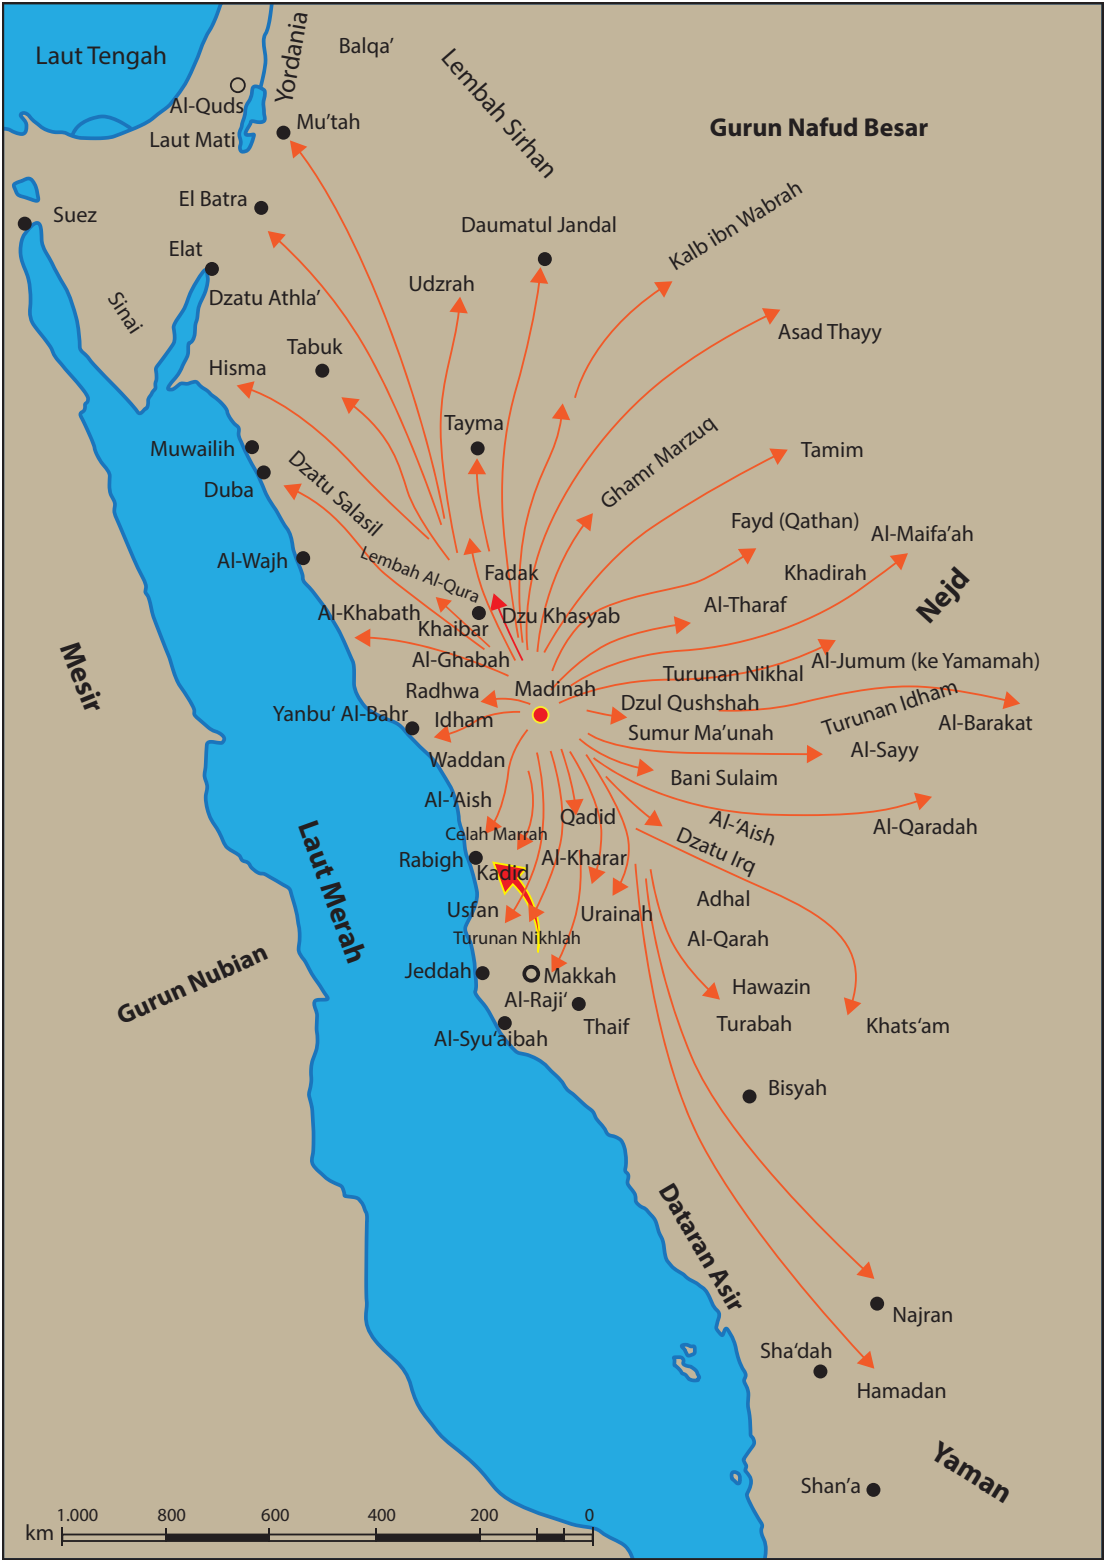 Laut Tengah
Yordania
Balqa’
Lembah Sirhan
Al-Quds
Laut Mati
Mu’tah
Gurun Nafud Besar
El Batra
Suez
Elat
Sinai
Dzatu Athla’
Daumatul Jandal
Kalb ibn Wabrah
Udzrah
Asad Thayy
Tabuk
Hisma
Tayma
Muwailih
Duba
Dzatu Salasil
Ghamr Marzuq
Tamim
Fayd (Qathan)
Al-Maifa’ah
Al-Wajh
Lembah Al-Qura
Fadak
Khadirah
Nejd
Al-Khabath
Khaibar
Dzu Khasyab
Al-Tharaf
Mesir
Al-Ghabah
Turunan Nikhal
Al-Jumum (ke Yamamah)
Radhwa
Madinah
Dzul Qushshah
Turunan Idham
Yanbu‘ Al-Bahr
Idham
Sumur Ma’unah
Al-Barakat
Waddan
Al-Sayy
Bani Sulaim
Al-‘Aish
Qadid
Al-‘Aish
Al-Qaradah
Celah Marrah
Dzatu Irq
Laut Merah
Rabigh
Kadid
Al-Kharar
Adhal
Usfan
Urainah
Turunan Nikhlah
Al-Qarah
Gurun Nubian
Jeddah
Makkah
Hawazin
Al-Raji‘
Thaif
Turabah
Khats‘am
Al-Syu‘aibah
Bisyah
Dataran Asir
Najran
Sha‘dah
Hamadan
Yaman
Shan’a
1.000 800 600 400 200 0
km